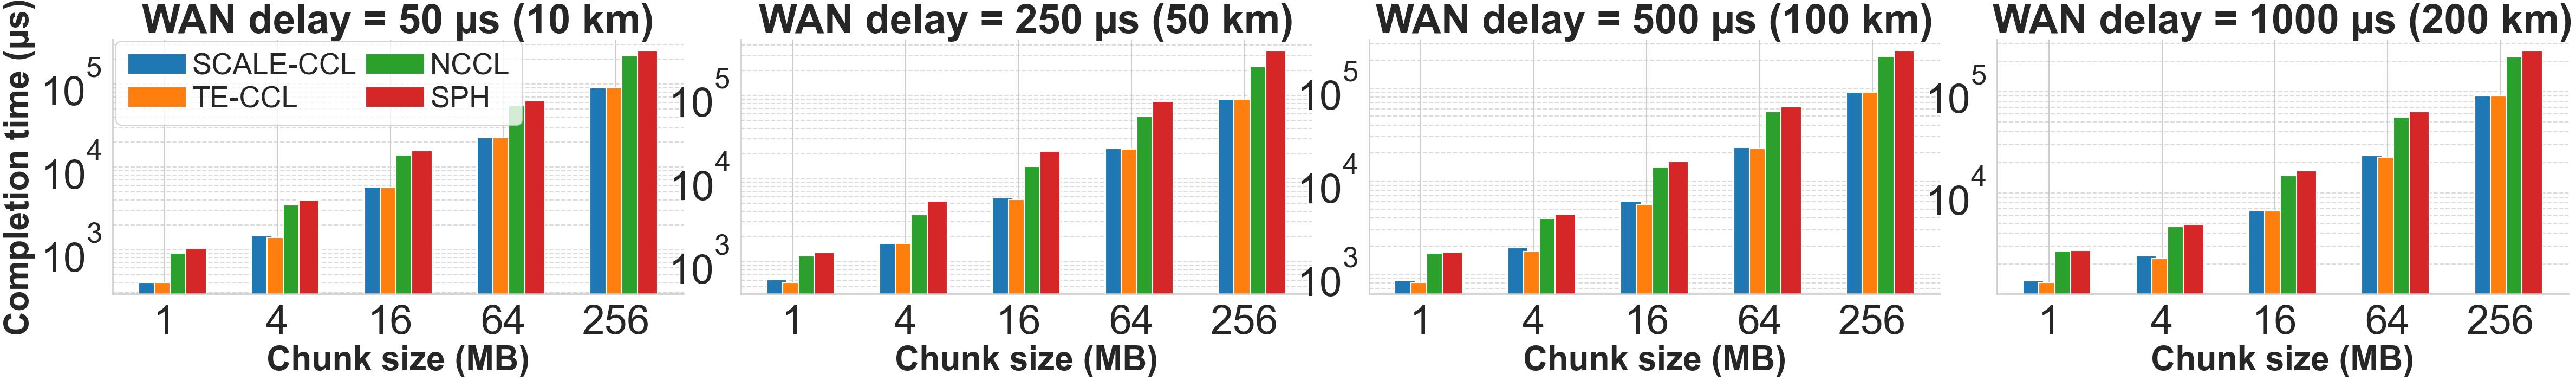 WAN delay = 50 µs (10 km)
Completion time (µs)
10^5
10^4
10^3
SCALE-CCL
NCCL
TE-CCL
SPH
1 4 16 64 256
Chunk size (MB)
WAN delay = 250 µs (50 km)
10^5
10^4
10^3
1 4 16 64 256
Chunk size (MB)
WAN delay = 500 µs (100 km)
10^5
10^4
10^3
1 4 16 64 256
Chunk size (MB)
WAN delay = 1000 µs (200 km)
10^5
10^4
1 4 16 64 256
Chunk size (MB)